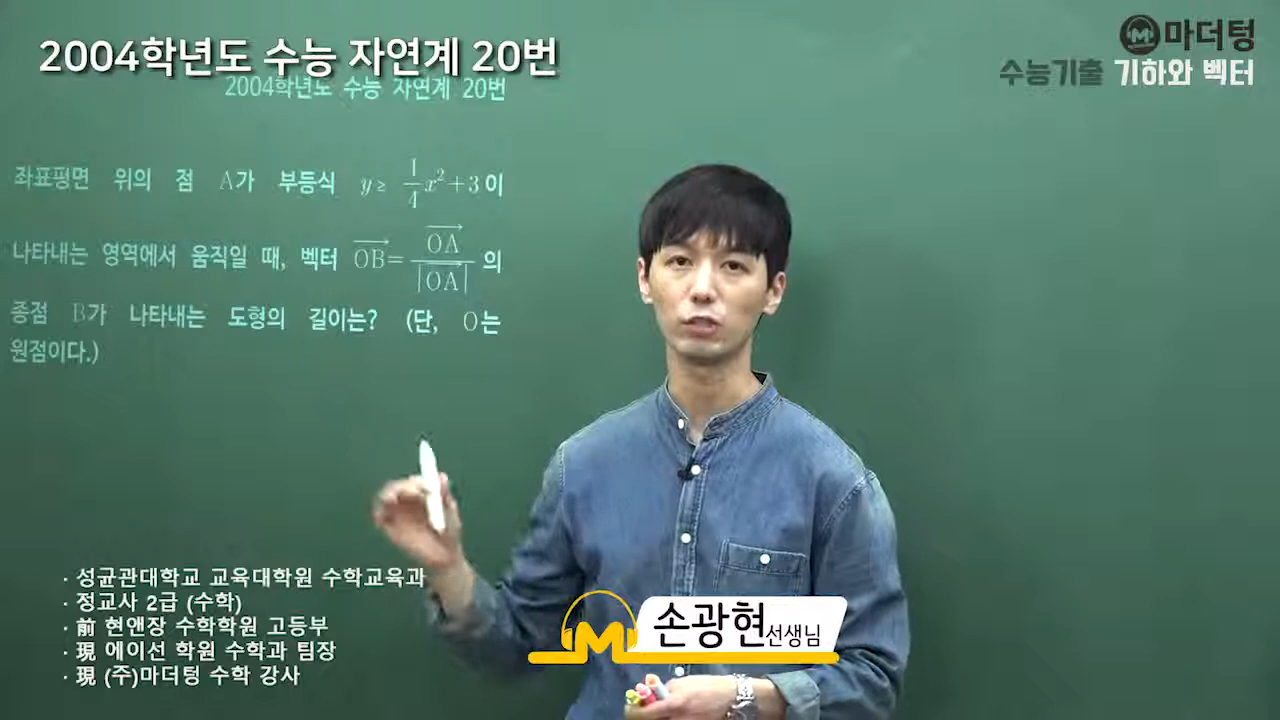 2004학년도 수능 자연계 20번
마더텅
수능기출 기하와 벡터
2004학년도 수능 자연계 20번
좌표평면 위의 점 A가 부등식 y ≥ 1/4 x² + 3 이
나타내는 영역에서 움직일 때, 벡터 OB→ = OA→ / |OA→| 의
종점 B가 나타내는 도형의 길이는? (단, O는
원점이다.)
· 성균관대학교 교육대학원 수학교육과
· 정교사 2급 (수학)
· 前 현앤장 수학학원 고등부
· 現 에이선 학원 수학과 팀장
· 現 (주)마더텅 수학 강사
손광현 선생님